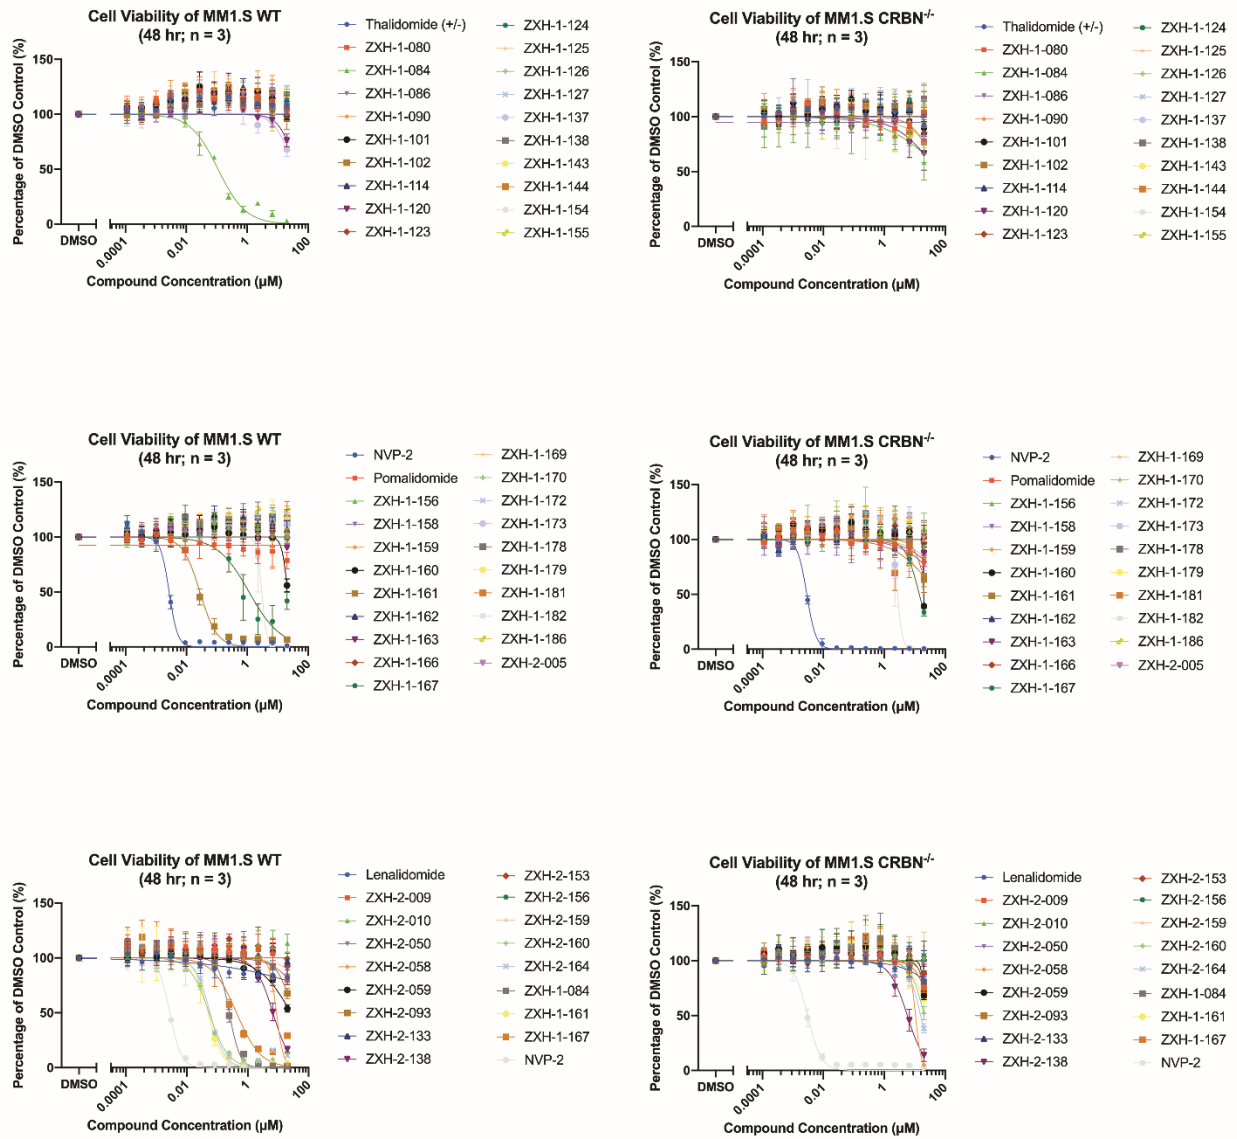 Cell Viability of MM1.S WT
(48 hr; n = 3)
Percentage of DMSO Control (%)
150
100
50
0
DMSO
0.0001
0.01
1
100
Compound Concentration (µM)
Thalidomide (+/-)
ZXH-1-080
ZXH-1-084
ZXH-1-086
ZXH-1-090
ZXH-1-101
ZXH-1-102
ZXH-1-114
ZXH-1-120
ZXH-1-123
ZXH-1-124
ZXH-1-125
ZXH-1-126
ZXH-1-127
ZXH-1-137
ZXH-1-138
ZXH-1-143
ZXH-1-144
ZXH-1-154
ZXH-1-155
Cell Viability of MM1.S CRBN-/-
(48 hr; n = 3)
Percentage of DMSO Control (%)
150
100
50
0
DMSO
0.0001
0.01
1
100
Compound Concentration (µM)
Thalidomide (+/-)
ZXH-1-080
ZXH-1-084
ZXH-1-086
ZXH-1-090
ZXH-1-101
ZXH-1-102
ZXH-1-114
ZXH-1-120
ZXH-1-123
ZXH-1-124
ZXH-1-125
ZXH-1-126
ZXH-1-127
ZXH-1-137
ZXH-1-138
ZXH-1-143
ZXH-1-144
ZXH-1-154
ZXH-1-155
Cell Viability of MM1.S WT
(48 hr; n = 3)
Percentage of DMSO Control (%)
150
100
50
0
DMSO
0.0001
0.01
1
100
Compound Concentration (µM)
NVP-2
Pomalidomide
ZXH-1-156
ZXH-1-158
ZXH-1-159
ZXH-1-160
ZXH-1-161
ZXH-1-162
ZXH-1-163
ZXH-1-166
ZXH-1-167
ZXH-1-169
ZXH-1-170
ZXH-1-172
ZXH-1-173
ZXH-1-178
ZXH-1-179
ZXH-1-181
ZXH-1-182
ZXH-1-186
ZXH-2-005
Cell Viability of MM1.S CRBN-/-
(48 hr; n = 3)
Percentage of DMSO Control (%)
150
100
50
0
DMSO
0.0001
0.01
1
100
Compound Concentration (µM)
NVP-2
Pomalidomide
ZXH-1-156
ZXH-1-158
ZXH-1-159
ZXH-1-160
ZXH-1-161
ZXH-1-162
ZXH-1-163
ZXH-1-166
ZXH-1-167
ZXH-1-169
ZXH-1-170
ZXH-1-172
ZXH-1-173
ZXH-1-178
ZXH-1-179
ZXH-1-181
ZXH-1-182
ZXH-1-186
ZXH-2-005
Cell Viability of MM1.S WT
(48 hr; n = 3)
Percentage of DMSO Control (%)
150
100
50
0
DMSO
0.0001
0.01
1
100
Compound Concentration (µM)
Lenalidomide
ZXH-2-009
ZXH-2-010
ZXH-2-050
ZXH-2-058
ZXH-2-059
ZXH-2-093
ZXH-2-133
ZXH-2-138
ZXH-2-153
ZXH-2-156
ZXH-2-159
ZXH-2-160
ZXH-2-164
ZXH-1-084
ZXH-1-161
ZXH-1-167
NVP-2
Cell Viability of MM1.S CRBN-/-
(48 hr; n = 3)
Percentage of DMSO Control (%)
150
100
50
0
DMSO
0.0001
0.01
1
100
Compound Concentration (µM)
Lenalidomide
ZXH-2-009
ZXH-2-010
ZXH-2-050
ZXH-2-058
ZXH-2-059
ZXH-2-093
ZXH-2-133
ZXH-2-138
ZXH-2-153
ZXH-2-156
ZXH-2-159
ZXH-2-160
ZXH-2-164
ZXH-1-084
ZXH-1-161
ZXH-1-167
NVP-2